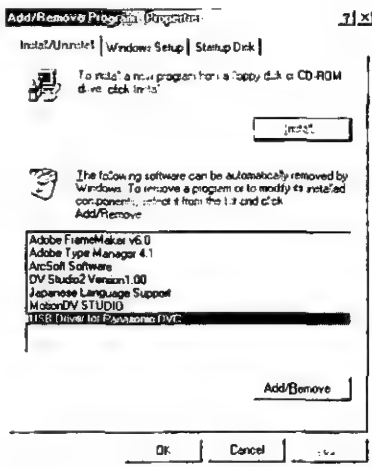 Add/Remove Programs Properties
Install/Uninstall Windows Setup Startup Disk
To install a new program from a floppy disk or CD-ROM
drive, click Install.
Install...
The following software can be automatically removed by
Windows. To remove a program or to modify its installed
components, select it from the list and click
Add/Remove
Adobe FrameMaker v6.0
Adobe Type Manager 4.1
ArcSoft Software
DV Studio2 Version1.00
Japanese Language Support
MotionDV STUDIO
USB Driver for Panasonic DVC
Add/Remove
OK Cancel